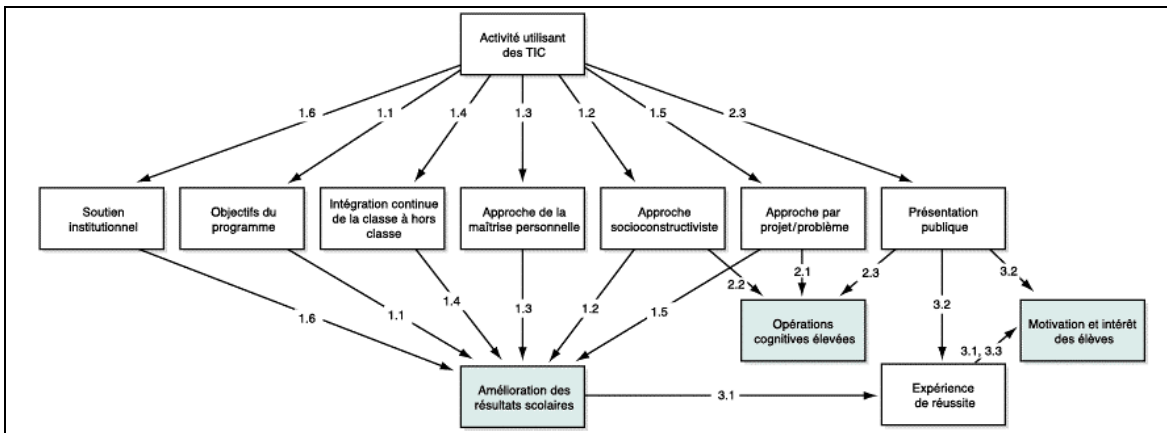 Activité utilisant
des TIC
1.6
1.1
1.4
1.3
1.2
1.5
2.3
Soutien
institutionnel
Objectifs du
programme
Intégration continue
de la classe à hors
classe
Approche de la
maîtrise personnelle
Approche
socioconstructiviste
Approche par
projet/problème
Présentation
publique
1.6
1.1
1.4
1.3
1.2
1.5
2.2
2.1
2.3
3.2
3.2
Opérations
cognitives élevées
Motivation et intérêt
des élèves
3.1, 3.3
Amélioration des
résultats scolaires
3.1
Expérience
de réussite